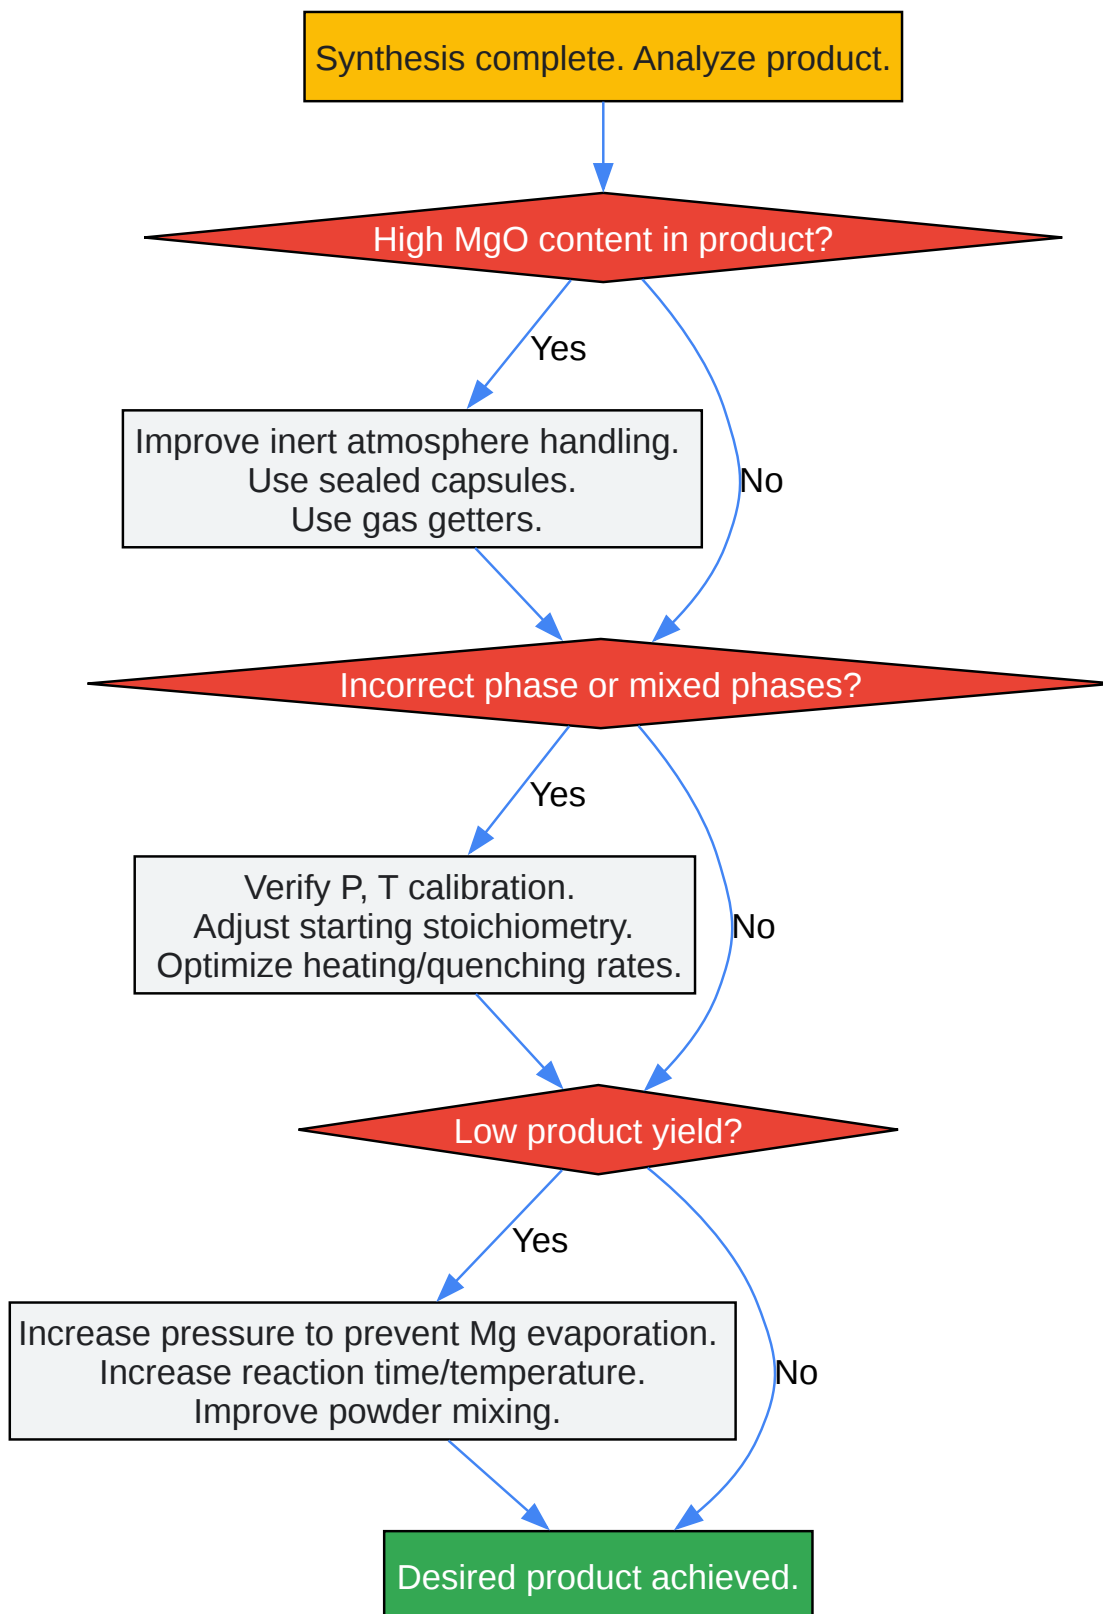 Synthesis complete. Analyze product.
High MgO content in product?
Yes
Improve inert atmosphere handling.
Use sealed capsules.
Use gas getters.
No
Incorrect phase or mixed phases?
Yes
Verify P, T calibration.
Adjust starting stoichiometry.
Optimize heating/quenching rates.
No
Low product yield?
Yes
Increase pressure to prevent Mg evaporation.
Increase reaction time/temperature.
Improve powder mixing.
No
Desired product achieved.